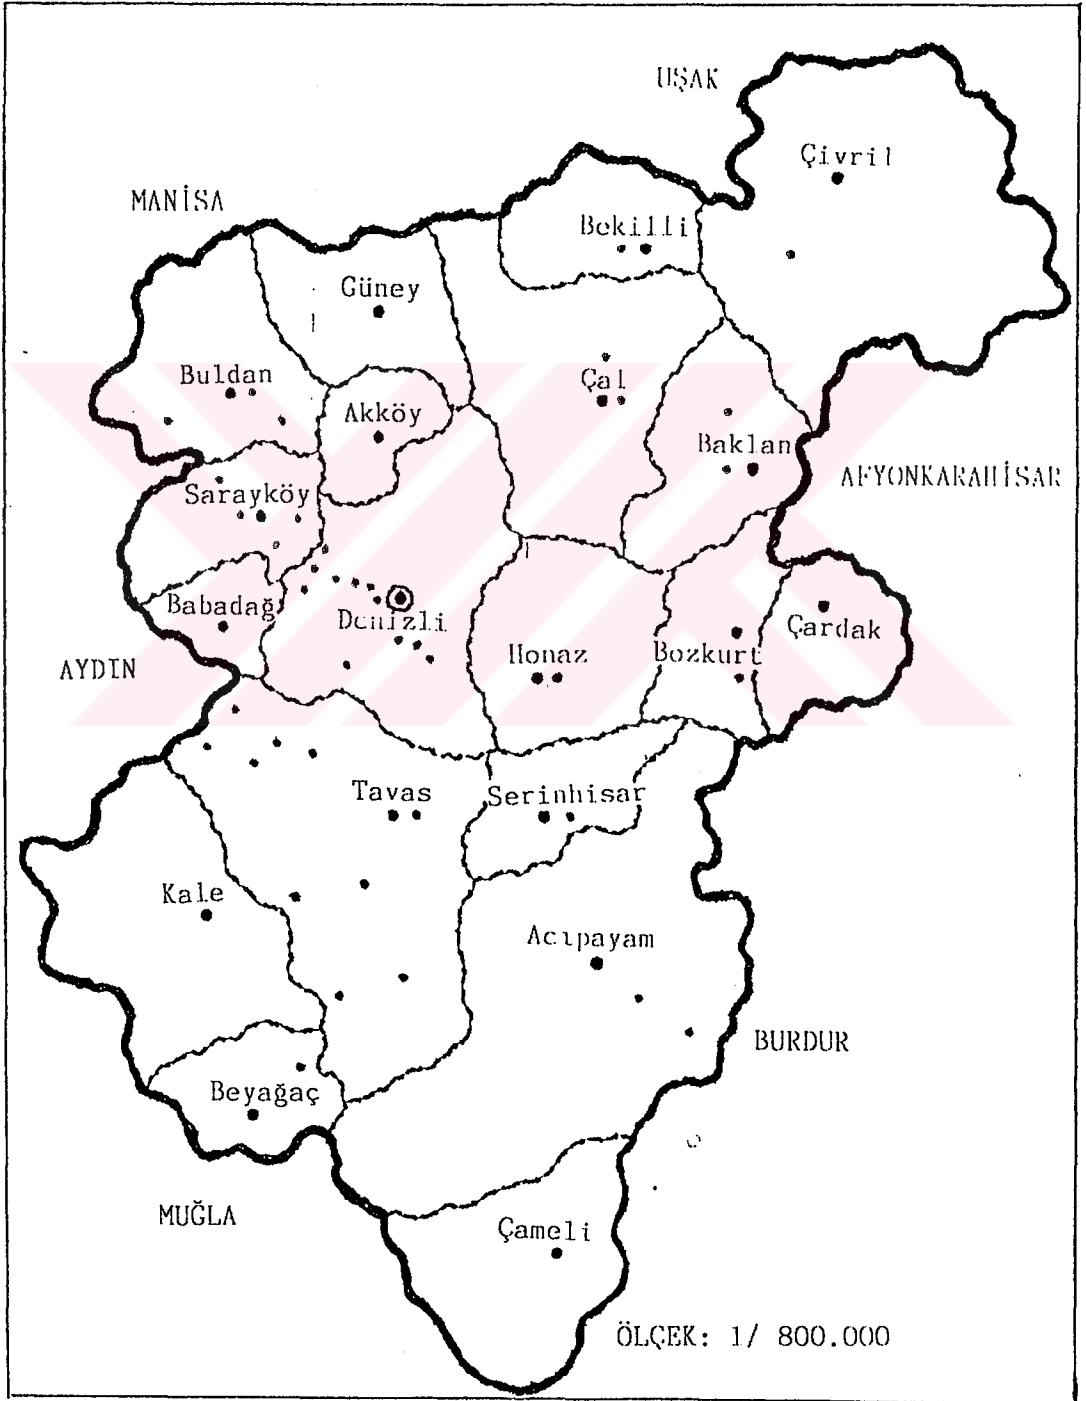 UŞAK
Çivril
MANİSA
Bekilli
Güney
Buldan
Çal
Akköy
Baklan
AFYONKARAHİSAR
Sarayköy
Babadağ
Denizli
Çardak
AYDIN
Honaz
Bozkurt
Tavas
Serinhisar
Kale
Acıpayam
BURDUR
Beyağaç
MUĞLA
Çameli
ÖLÇEK: 1/ 800.000